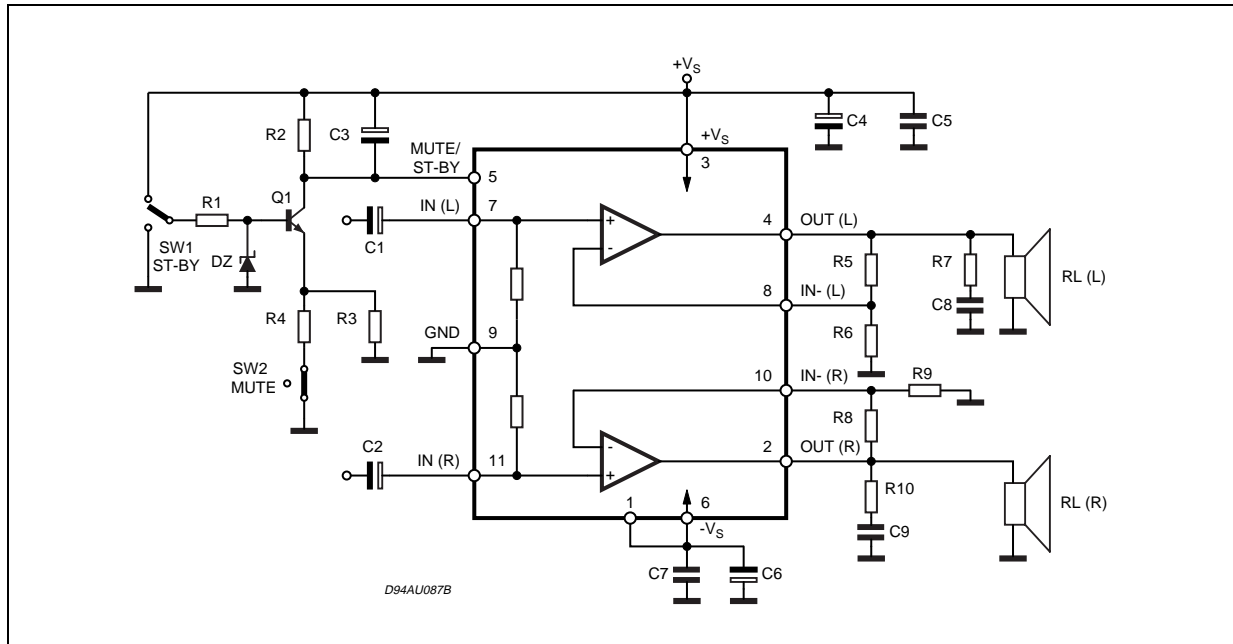 +VS
R2
C3
C4
C5
MUTE/
ST-BY
+VS
3
5
R1
Q1
IN (L)
7
4
OUT (L)
+
-
SW1
ST-BY
DZ
C1
R5
R7
RL (L)
8
IN- (L)
C8
R4
R3
GND
9
R6
SW2
MUTE
10
IN- (R)
R9
R8
C2
IN (R)
11
-
+
2
OUT (R)
R10
RL (R)
1
6
-VS
C9
C7
C6
D94AU087B